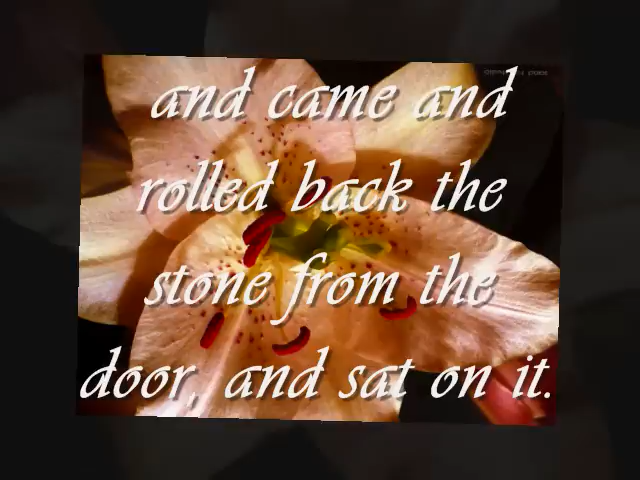 and came and
rolled back the
stone from the
door, and sat on it.